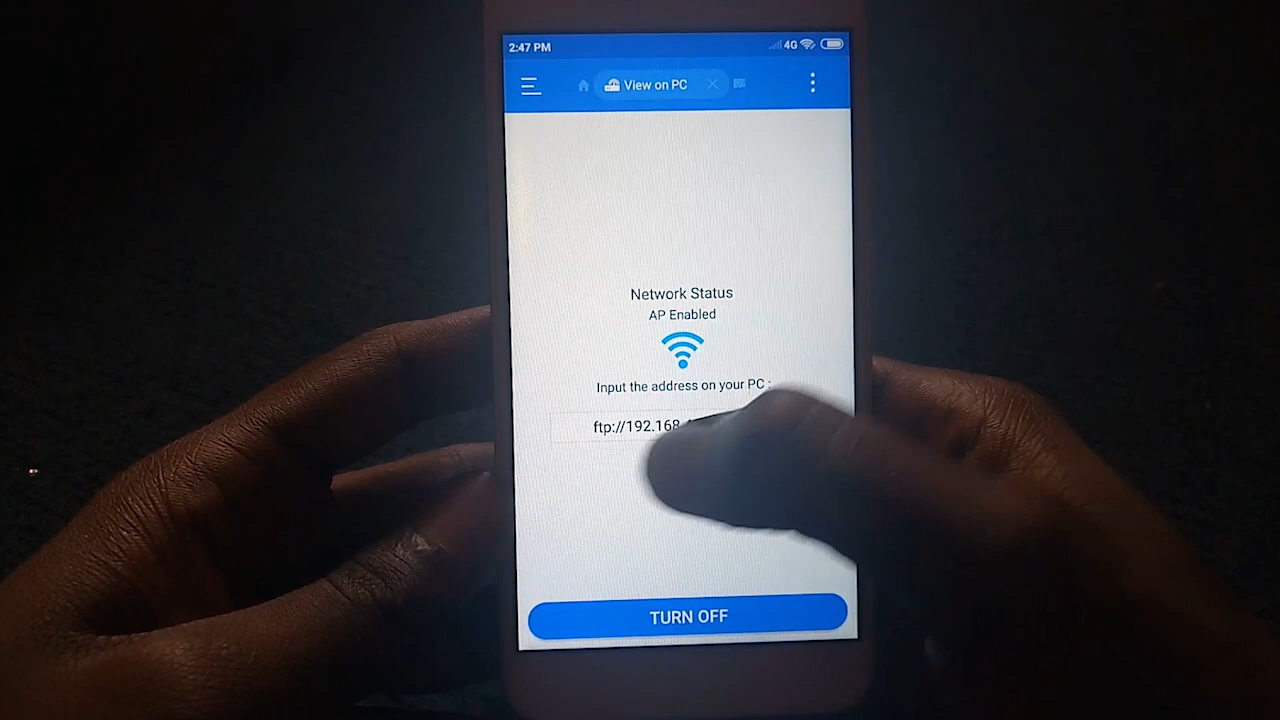 2:47 PM 4G
View on PC
Network Status
AP Enabled
Input the address on your PC :
ftp://192.168
TURN OFF